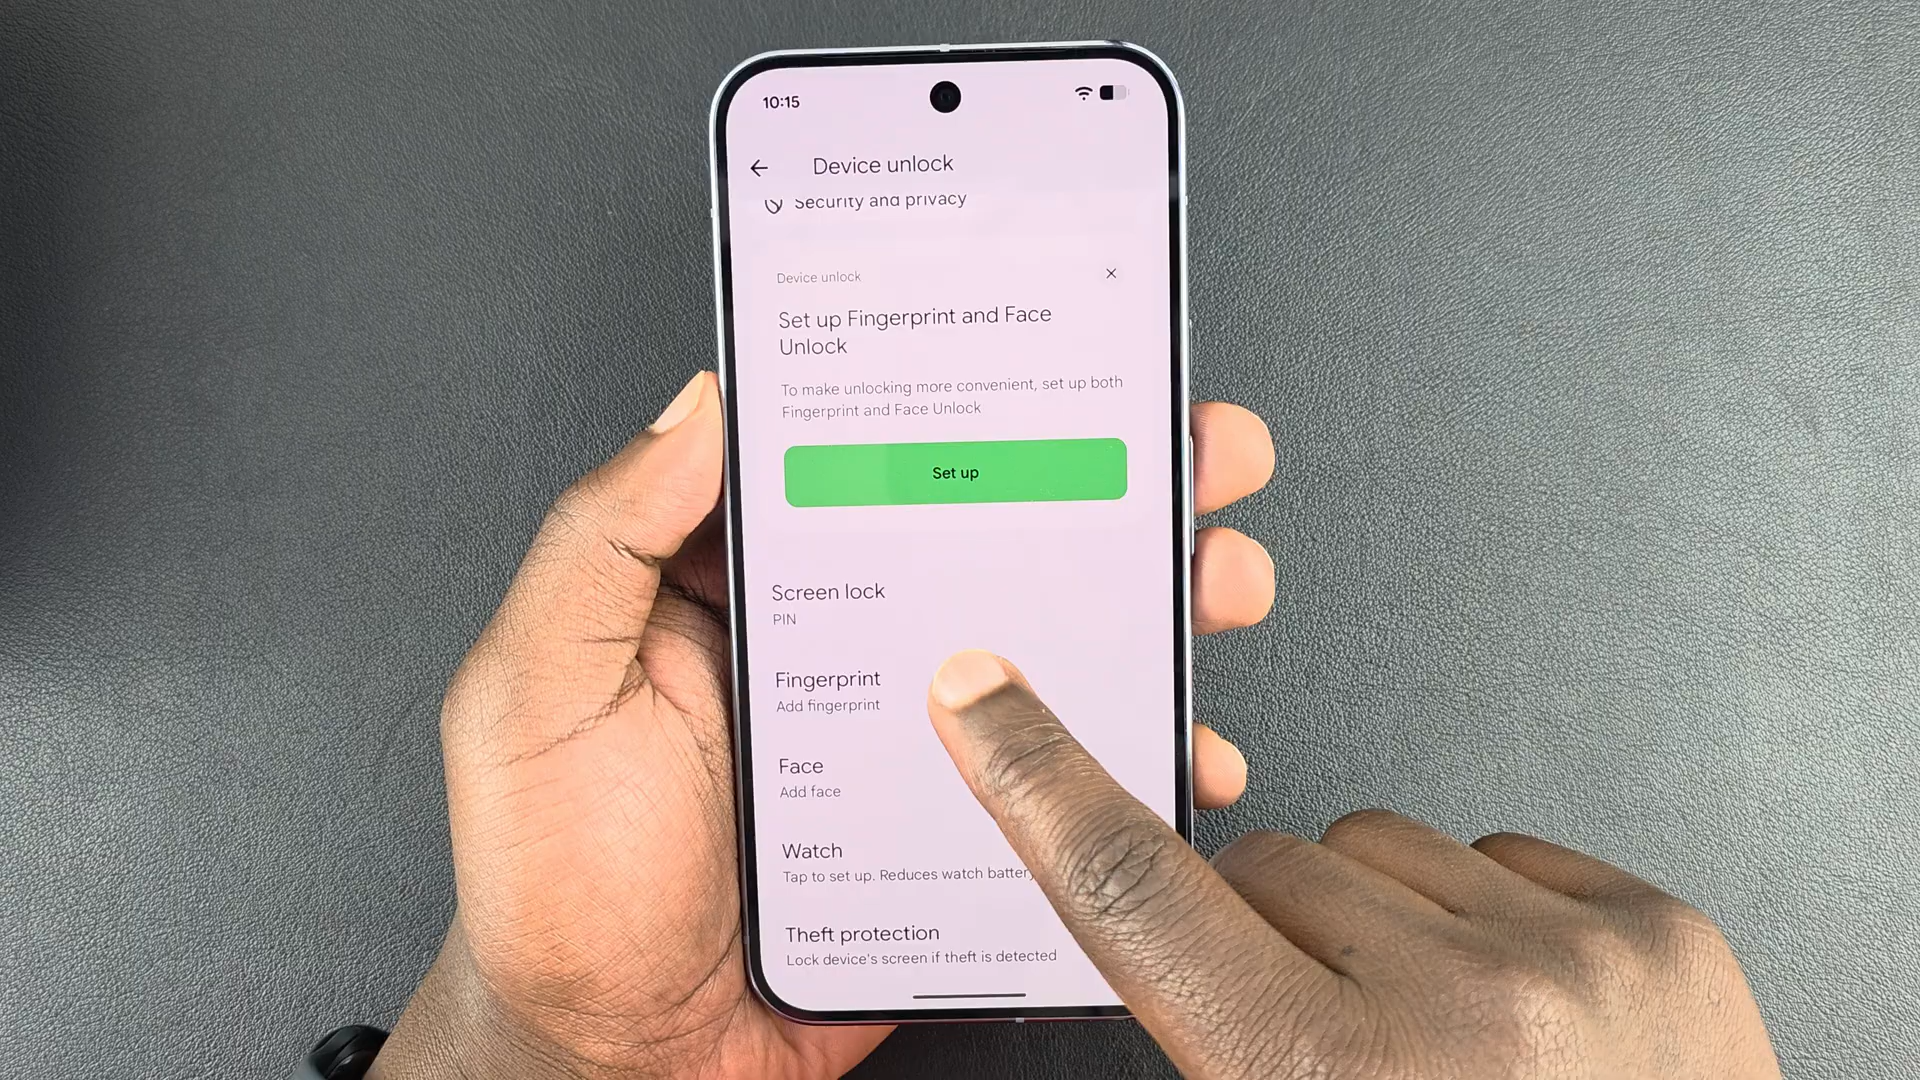 10:15
Device unlock
Security and privacy
Device unlock
Set up Fingerprint and Face
Unlock
To make unlocking more convenient, set up both
Fingerprint and Face Unlock
Set up
Screen lock
PIN
Fingerprint
Add fingerprint
Face
Add face
Watch
Tap to set up. Reduces watch battery
Theft protection
Lock device's screen if theft is detected